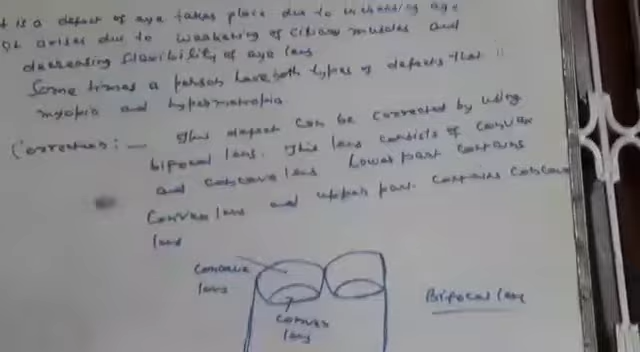 t is a defect of eye takes place due to increasing age
It arises due to weakening of ciliary muscles and
decreasing flexibility of eye lens
Some times a person have both types of defects that is
myopia and hypermetropia
Correction: — This defect can be corrected by using
bifocal lens. This lens consists of convex
and concave lens Lower part contains
Convex lens and upper part contains concave
lens
concave
lens
convex
lens
Bifocal lens